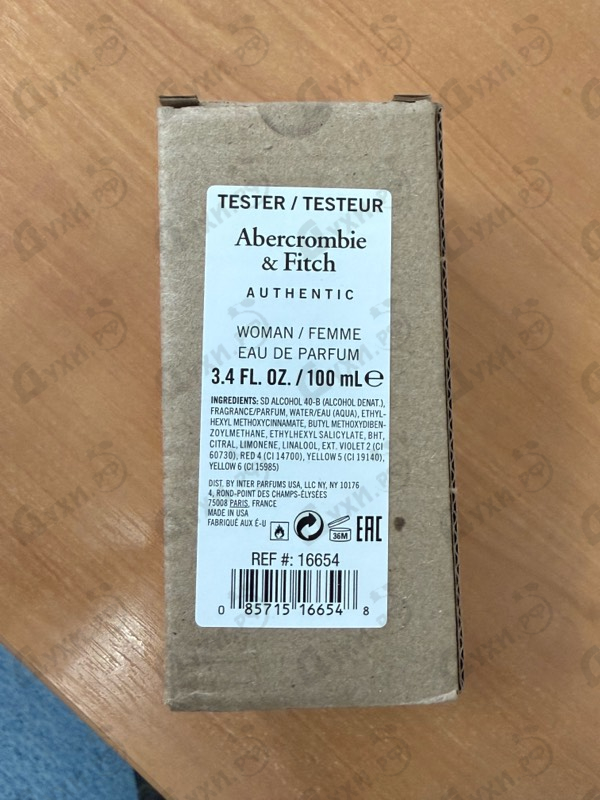 TESTER / TESTEUR
Abercrombie
& Fitch
AUTHENTIC
WOMAN / FEMME
EAU DE PARFUM
3.4 FL. OZ. / 100 mL ℮
INGREDIENTS: SD ALCOHOL 40-B (ALCOHOL DENAT.),
FRAGRANCE/PARFUM, WATER/EAU (AQUA), ETHYL-
HEXYL METHOXYCINNAMATE, BUTYL METHOXYDIBEN-
ZOYLMETHANE, ETHYLHEXYL SALICYLATE, BHT,
CITRAL, LIMONENE, LINALOOL, EXT. VIOLET 2 (CI
60730), RED 4 (CI 14700), YELLOW 5 (CI 19140),
YELLOW 6 (CI 15985)
DIST. BY INTER PARFUMS USA, LLC NY, NY 10176
4, ROND-POINT DES CHAMPS-ÉLYSÉES
75008 PARIS, FRANCE
MADE IN USA
FABRIQUÉ AUX É-U
36M
EAC
REF #: 16654
0 85715 16654 8
Духи.рф